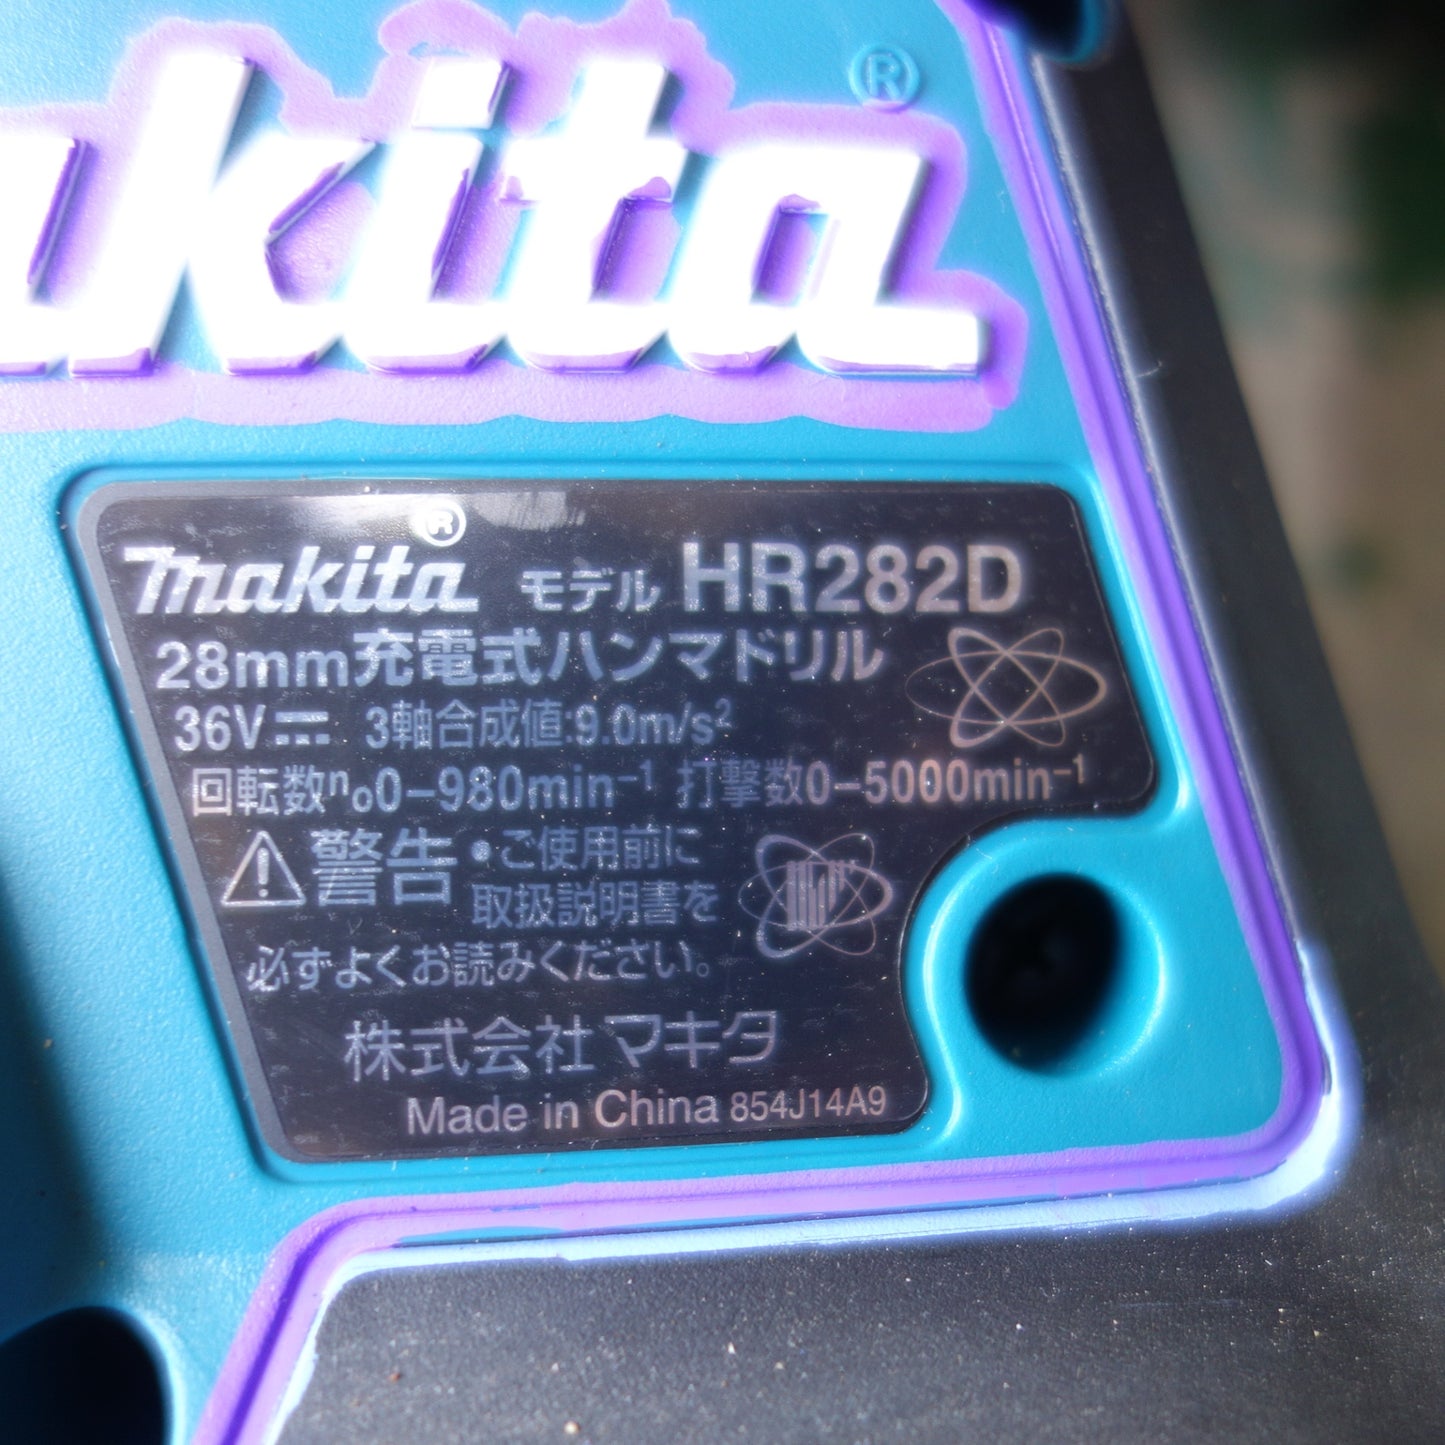 makita®
makita®
モデル HR282D
28mm充電式ハンマドリル
36V⎓ 3軸合成値:9.0m/s²
回転数n₀0−980min⁻¹ 打撃数0−5000min⁻¹
⚠警告 •ご使用前に
取扱説明書を
必ずよくお読みください。
株式会社マキタ
Made in China 854J14A9